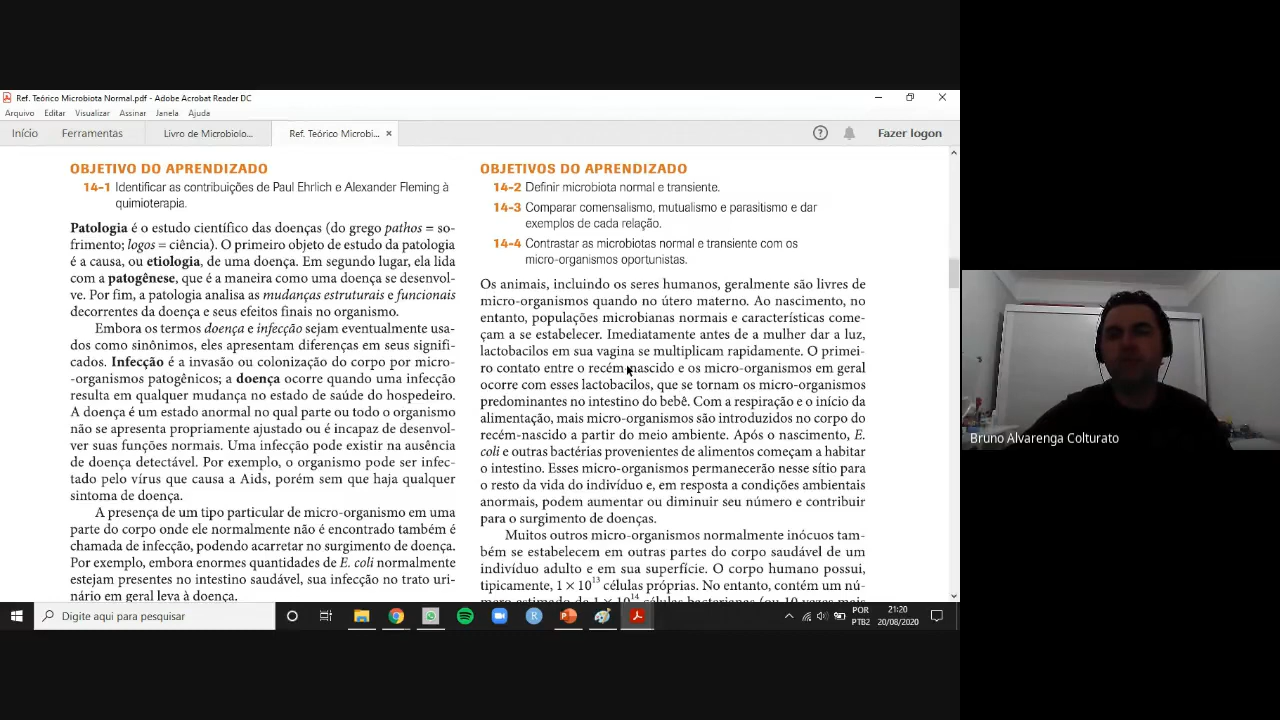 Ref. Teórico Microbiota Normal.pdf - Adobe Acrobat Reader DC
Arquivo Editar Visualizar Assinar Janela Ajuda
Início Ferramentas Livro de Microbiolo... Ref. Teórico Microbi... × Fazer logon
OBJETIVO DO APRENDIZADO
14-1 Identificar as contribuições de Paul Ehrlich e Alexander Fleming à
quimioterapia.
Patologia é o estudo científico das doenças (do grego pathos = so-
frimento; logos = ciência). O primeiro objeto de estudo da patologia
é a causa, ou etiologia, de uma doença. Em segundo lugar, ela lida
com a patogênese, que é a maneira como uma doença se desenvol-
ve. Por fim, a patologia analisa as mudanças estruturais e funcionais
decorrentes da doença e seus efeitos finais no organismo.
Embora os termos doença e infecção sejam eventualmente usa-
dos como sinônimos, eles apresentam diferenças em seus signifi-
cados. Infecção é a invasão ou colonização do corpo por micro-
-organismos patogênicos; a doença ocorre quando uma infecção
resulta em qualquer mudança no estado de saúde do hospedeiro.
A doença é um estado anormal no qual parte ou todo o organismo
não se apresenta propriamente ajustado ou é incapaz de desenvol-
ver suas funções normais. Uma infecção pode existir na ausência
de doença detectável. Por exemplo, o organismo pode ser infec-
tado pelo vírus que causa a Aids, porém sem que haja qualquer
sintoma de doença.
A presença de um tipo particular de micro-organismo em uma
parte do corpo onde ele normalmente não é encontrado também é
chamada de infecção, podendo acarretar no surgimento de doença.
Por exemplo, embora enormes quantidades de E. coli normalmente
estejam presentes no intestino saudável, sua infecção no trato uri-
nário em geral leva à doença.
OBJETIVOS DO APRENDIZADO
14-2 Definir microbiota normal e transiente.
14-3 Comparar comensalismo, mutualismo e parasitismo e dar
exemplos de cada relação.
14-4 Contrastar as microbiotas normal e transiente com os
micro-organismos oportunistas.
Os animais, incluindo os seres humanos, geralmente são livres de
micro-organismos quando no útero materno. Ao nascimento, no
entanto, populações microbianas normais e características come-
çam a se estabelecer. Imediatamente antes de a mulher dar a luz,
lactobacilos em sua vagina se multiplicam rapidamente. O primei-
ro contato entre o recém-nascido e os micro-organismos em geral
ocorre com esses lactobacilos, que se tornam os micro-organismos
predominantes no intestino do bebê. Com a respiração e o início da
alimentação, mais micro-organismos são introduzidos no corpo do
recém-nascido a partir do meio ambiente. Após o nascimento, E.
coli e outras bactérias provenientes de alimentos começam a habitar
o intestino. Esses micro-organismos permanecerão nesse sítio para
o resto da vida do indivíduo e, em resposta a condições ambientais
anormais, podem aumentar ou diminuir seu número e contribuir
para o surgimento de doenças.
Muitos outros micro-organismos normalmente inócuos tam-
bém se estabelecem em outras partes do corpo saudável de um
indivíduo adulto e em sua superfície. O corpo humano possui,
tipicamente, 1 × 10¹³ células próprias. No entanto, contém um nú-
mero estimado de 1 × 10¹⁴ células bacterianas (ou 10 vezes mais
Bruno Alvarenga Colturato
Digite aqui para pesquisar
POR
PTB2
21:20
20/08/2020